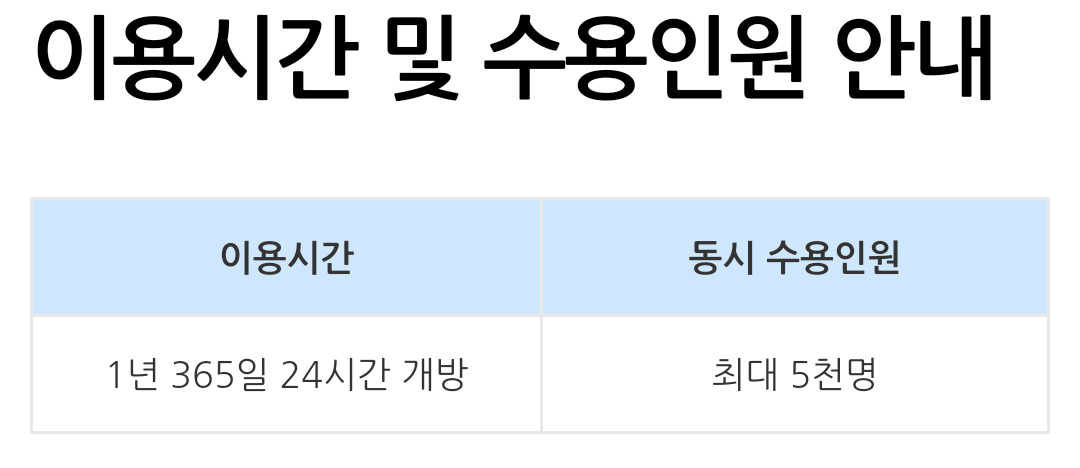 이용시간 및 수용인원 안내
이용시간
동시 수용인원
1년 365일 24시간 개방
최대 5천명